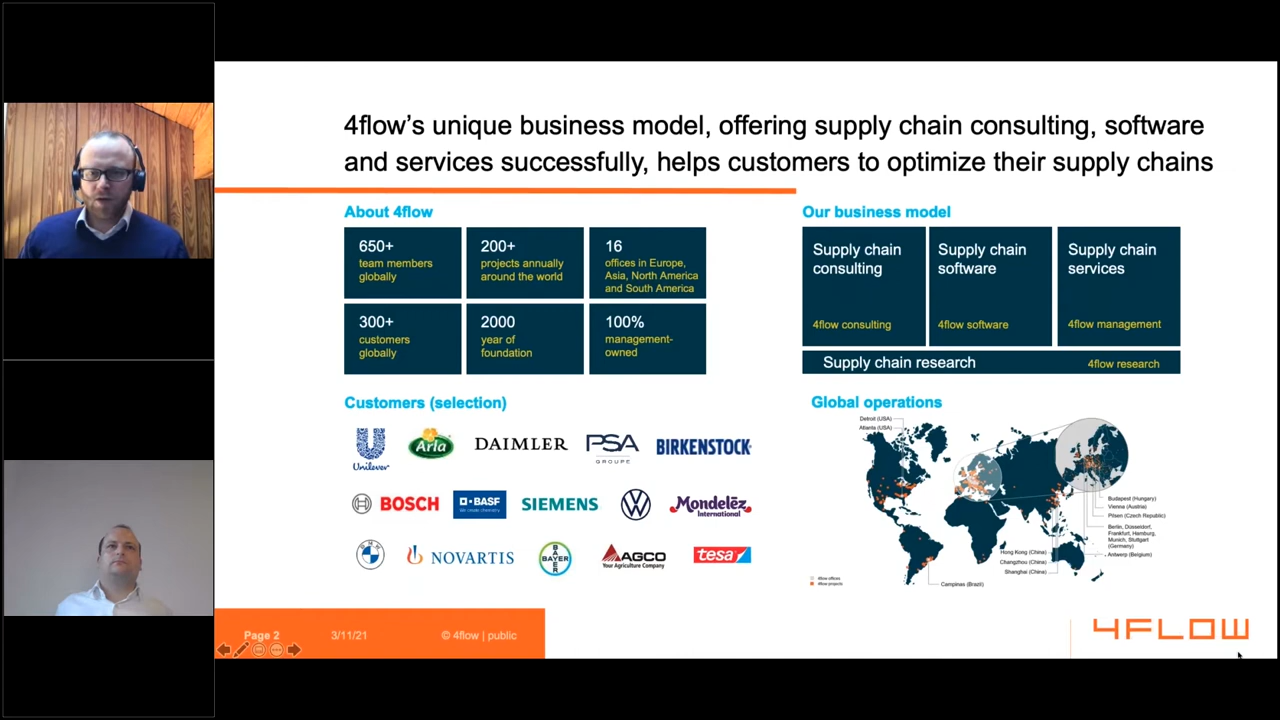 4flow’s unique business model, offering supply chain consulting, software
and services successfully, helps customers to optimize their supply chains
About 4flow
650+
team members
globally
200+
projects annually
around the world
16
offices in Europe,
Asia, North America
and South America
300+
customers
globally
2000
year of
foundation
100%
management-
owned
Our business model
Supply chain
consulting
4flow consulting
Supply chain
software
4flow software
Supply chain
services
4flow management
Supply chain research
4flow research
Customers (selection)
Unilever
Arla
DAIMLER
PSA
GROUPE
BIRKENSTOCK
BOSCH
BASF
We create chemistry
SIEMENS
VW
Mondelēz
International
BMW
NOVARTIS
BAYER
BAYER
AGCO
Your Agriculture Company
tesa
Global operations
Detroit (USA)
Atlanta (USA)
Budapest (Hungary)
Vienna (Austria)
Pilsen (Czech Republic)
Berlin, Düsseldorf,
Frankfurt, Hamburg,
Munich, Stuttgart
(Germany)
Antwerp (Belgium)
Hong Kong (China)
Changzhou (China)
Shanghai (China)
Campinas (Brazil)
4flow offices
4flow projects
Page 2
3/11/21
© 4flow | public
4FLOW